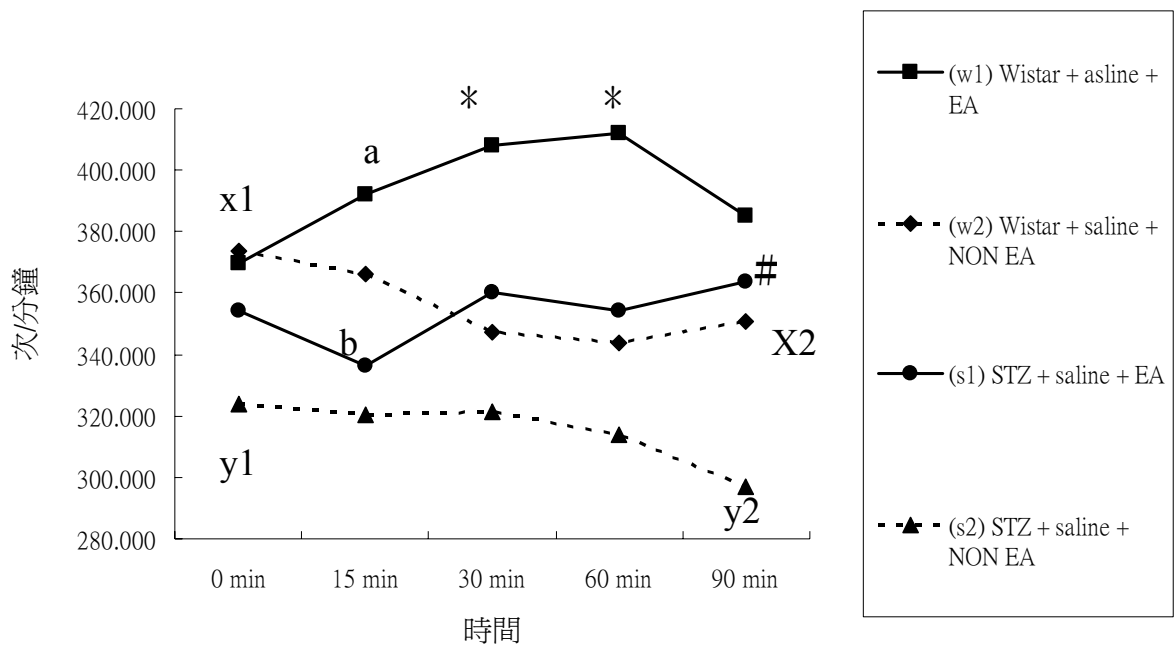 420.000
400.000
380.000
360.000
340.000
320.000
300.000
280.000
次/分鐘
* *
a
x1
b
#
X2
y1
y2
0 min 15 min 30 min 60 min 90 min
時間
(w1) Wistar + asline +
EA
(w2) Wistar + saline +
NON EA
(s1) STZ + saline + EA
(s2) STZ + saline +
NON EA